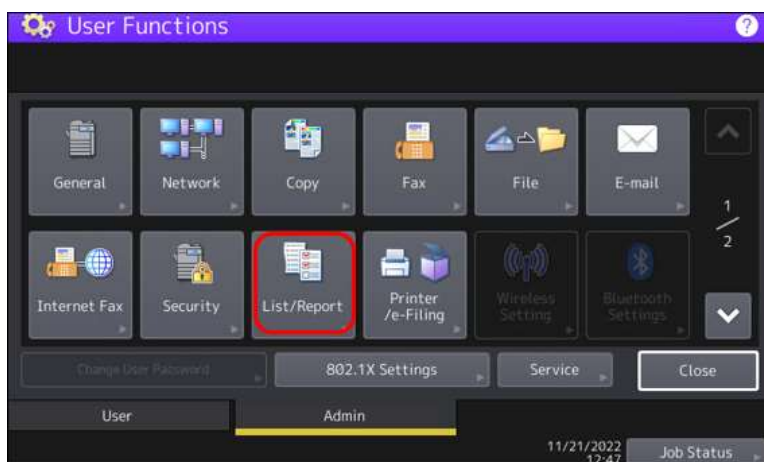 User Functions
?
General
Network
Copy
Fax
File
E-mail
1
/
2
Internet Fax
Security
List/Report
Printer
/e-Filing
Wireless
Setting
Bluetooth
Settings
Change User Password
802.1X Settings
Service
Close
User
Admin
11/21/2022
12:47
Job Status